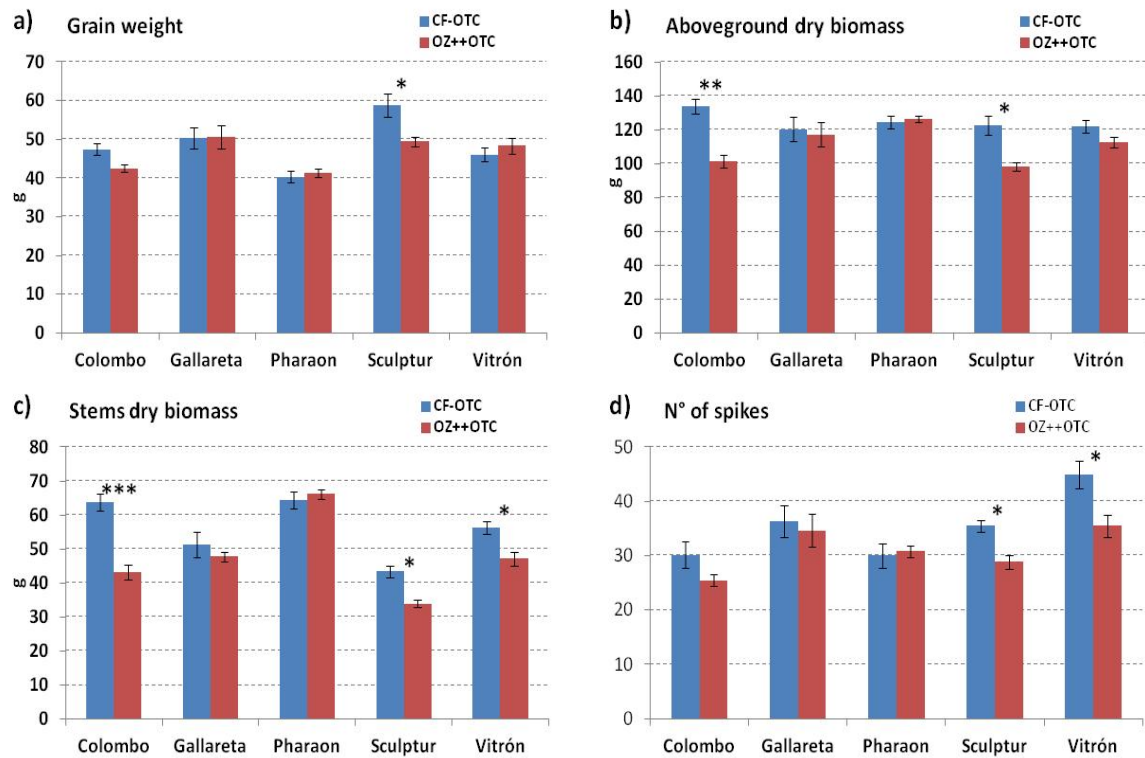 a) Grain weight
CF-OTC
OZ++OTC
70
60
50
40
30
20
10
0
g
*
Colombo Gallareta Pharaon Sculptur Vitrón
b) Aboveground dry biomass
CF-OTC
OZ++OTC
160
140
120
100
80
60
40
20
0
g
** *
Colombo Gallareta Pharaon Sculptur Vitrón
c) Stems dry biomass
CF-OTC
OZ++OTC
80
70
60
50
40
30
20
10
0
g
*** * *
Colombo Gallareta Pharaon Sculptur Vitrón
d) N° of spikes
CF-OTC
OZ++OTC
50
40
30
20
10
0
* *
Colombo Gallareta Pharaon Sculptur Vitrón